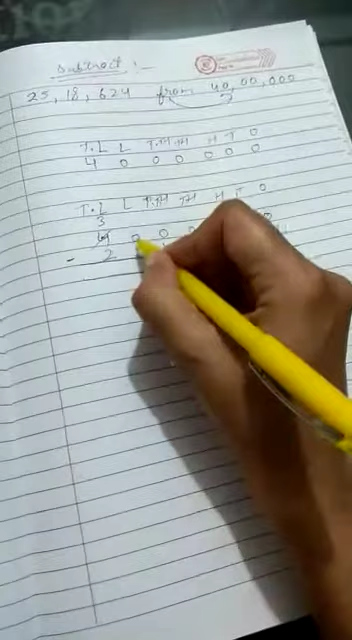 Subtract :-
25, 18, 624 from 40, 00, 000
T.L L T.TH TH H T O
4 0 0 0 0 0 0
T.L L T.TH TH H T O
3
4 0 0 0
- 2